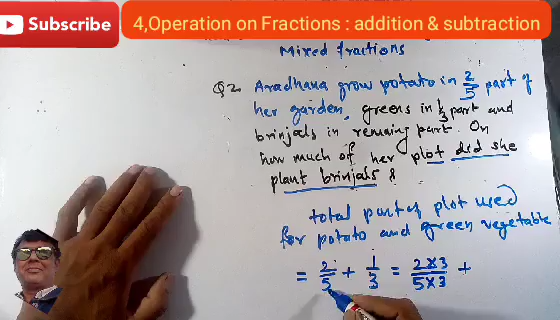 Subscribe
4,Operation on Fractions : addition & subtraction
Mixed fractions
Q2. Aradhana grow potato in 2/5 part of
her garden, greens in 1/3 part and
brinjals in remaining part. On
how much of her plot did she
plant brinjals ?
total part of plot used
for potato and green vegetable
= 2/5 + 1/3 = 2×3/5×3 +